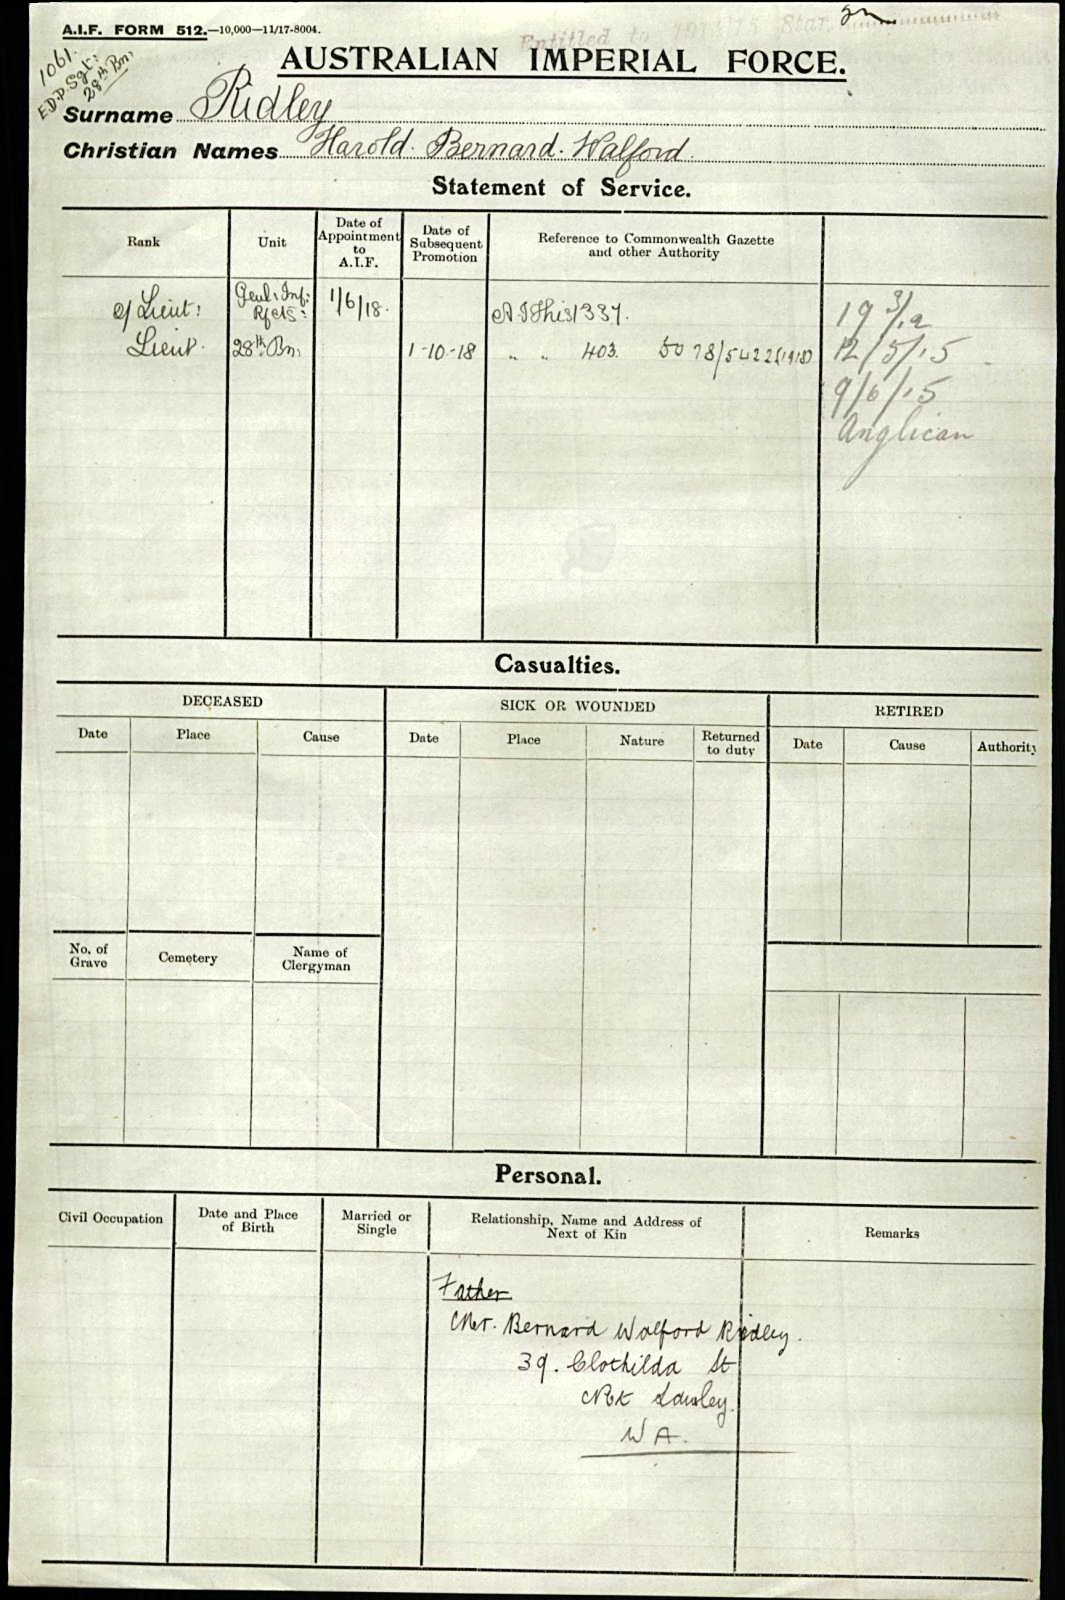 A.I.F. FORM 512.—10,000—11/17-8004.
Entitled to 1914/15 Star
1061.
E.D.P. Sgt:
28th Bn,
AUSTRALIAN IMPERIAL FORCE.
Surname Ridley
Christian Names Harold. Bernard. Walford.
Statement of Service.
Rank Unit Date of Appointment to A.I.F. Date of Subsequent Promotion Reference to Commonwealth Gazette and other Authority
2/Lieut: Genl: Inf: Rfcts: 1/6/18. 1337.
Lieut. 28th Bn, 1-10-18 " " 403. 50 78/5422(1918)
19 3/12
12/5/15
9/6/15
Anglican
Casualties.
DECEASED SICK OR WOUNDED RETIRED
Date Place Cause Date Place Nature Returned to duty Date Cause Authority
No. of Grave Cemetery Name of Clergyman
Personal.
Civil Occupation Date and Place of Birth Married or Single Relationship, Name and Address of Next of Kin Remarks
Father
Mr. Bernard Walford Ridley.
39. Clothilda St
Mt Lawley.
W A.